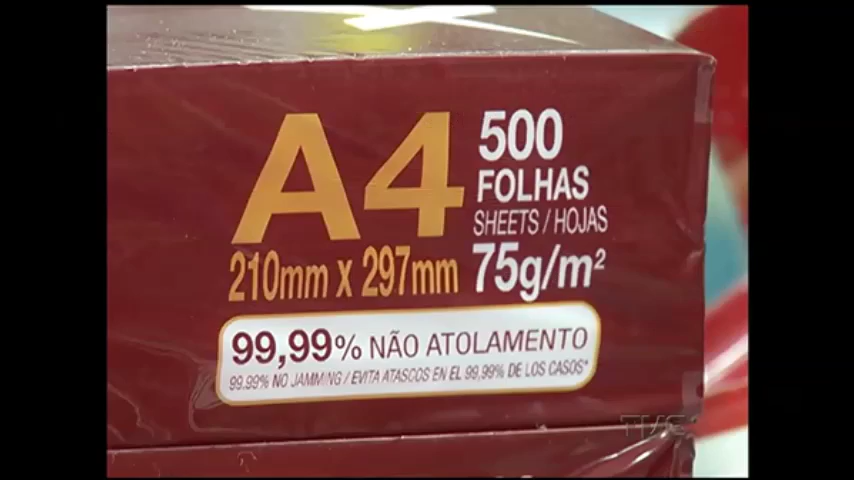 A4
500
FOLHAS
SHEETS / HOJAS
210mm x 297mm
75g/m²
99,99% NÃO ATOLAMENTO
99.99% NO JAMMING / EVITA ATASCOS EN EL 99,99% DE LOS CASOS*